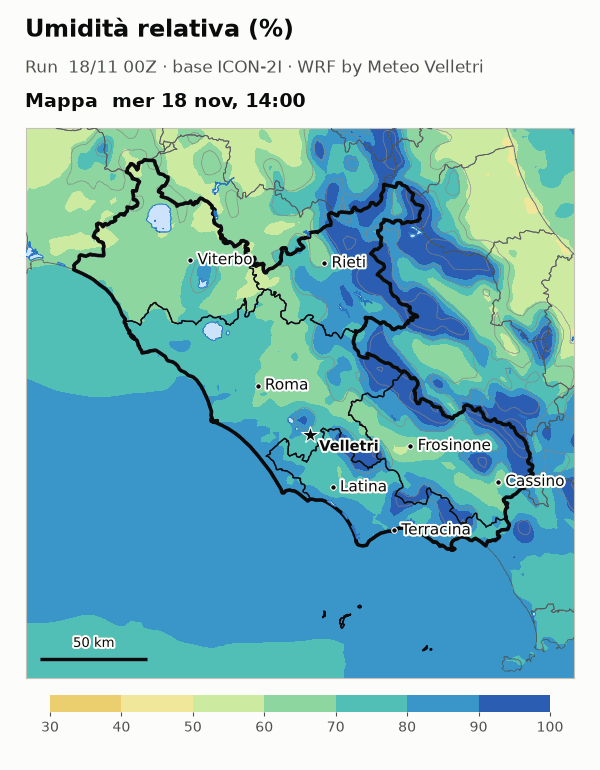 Umidità relativa (%)
Run  18/11 00Z · base ICON-2I · WRF by Meteo Velletri
Mappa  mer 18 nov, 14:00
Viterbo
Rieti
Roma
Velletri
Frosinone
Cassino
Latina
Terracina
50 km
30 40 50 60 70 80 90 100